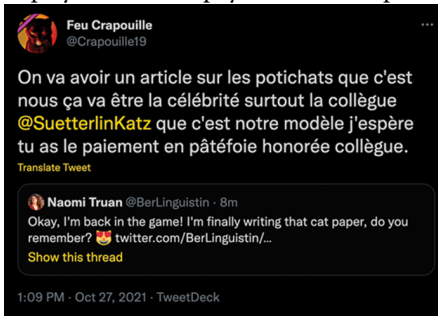 Feu Crapouille
@Crapouille19
On va avoir un article sur les potichats que c'est
nous ça va être la célébrité surtout la collègue
@SuetterlinKatz que c'est notre modèle j'espère
tu as le paiement en pâtéfoie honorée collègue.
Translate Tweet
Naomi Truan @BerLinguistin · 8m
Okay, I'm back in the game! I'm finally writing that cat paper, do you
remember? 😻 twitter.com/BerLinguistin/…
Show this thread
1:09 PM · Oct 27, 2021 · TweetDeck